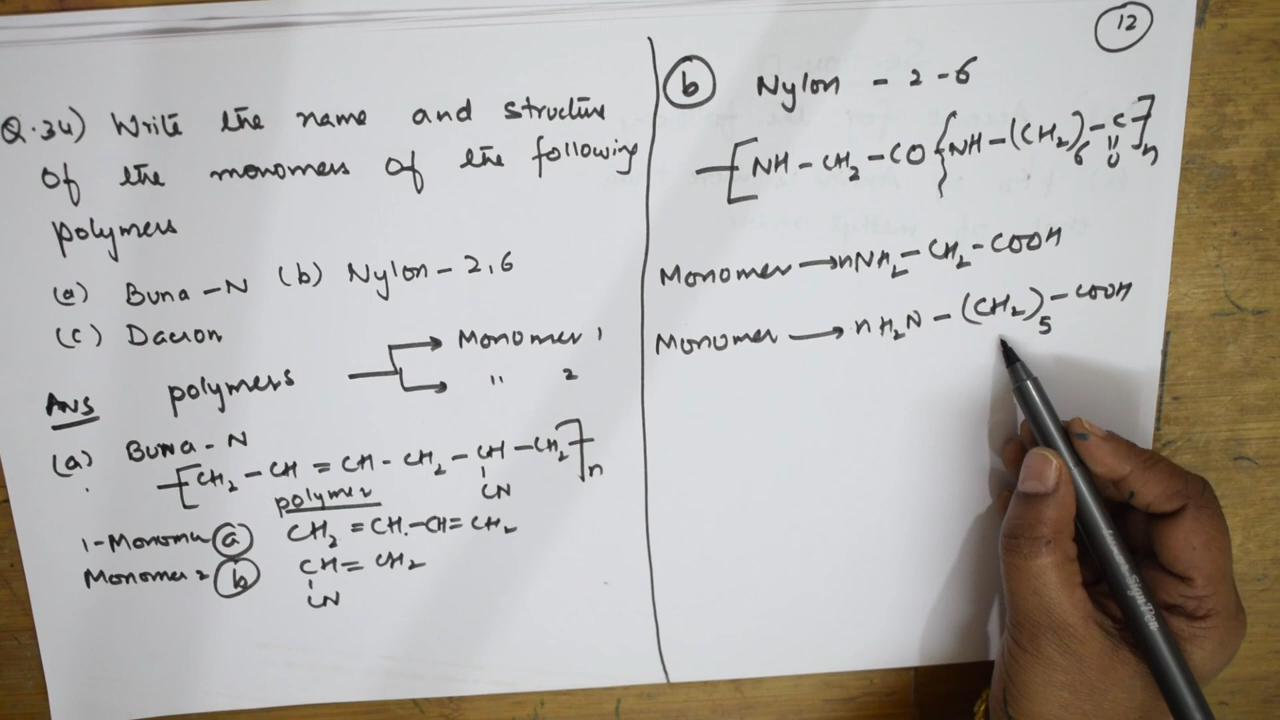 12
Q.34) Write the name and structure
of the monomers of the following
polymers
(a) Buna-N (b) Nylon-2,6
(c) Dacron
Ans polymers → Monomer 1
→ " 2
(a) Buna-N
-[CH2-CH=CH-CH2-CH-CH2]-n
CN
polymer
1-Monomer (a) CH2=CH-CH=CH2
Monomer 2 (b) CH=CH2
CN
(b) Nylon-2-6
-[NH-CH2-CO{NH-(CH2)6-C]-n
O
Monomer → nNH2-CH2-COOH
Monomer → nH2N-(CH2)5-COOH
SignPen